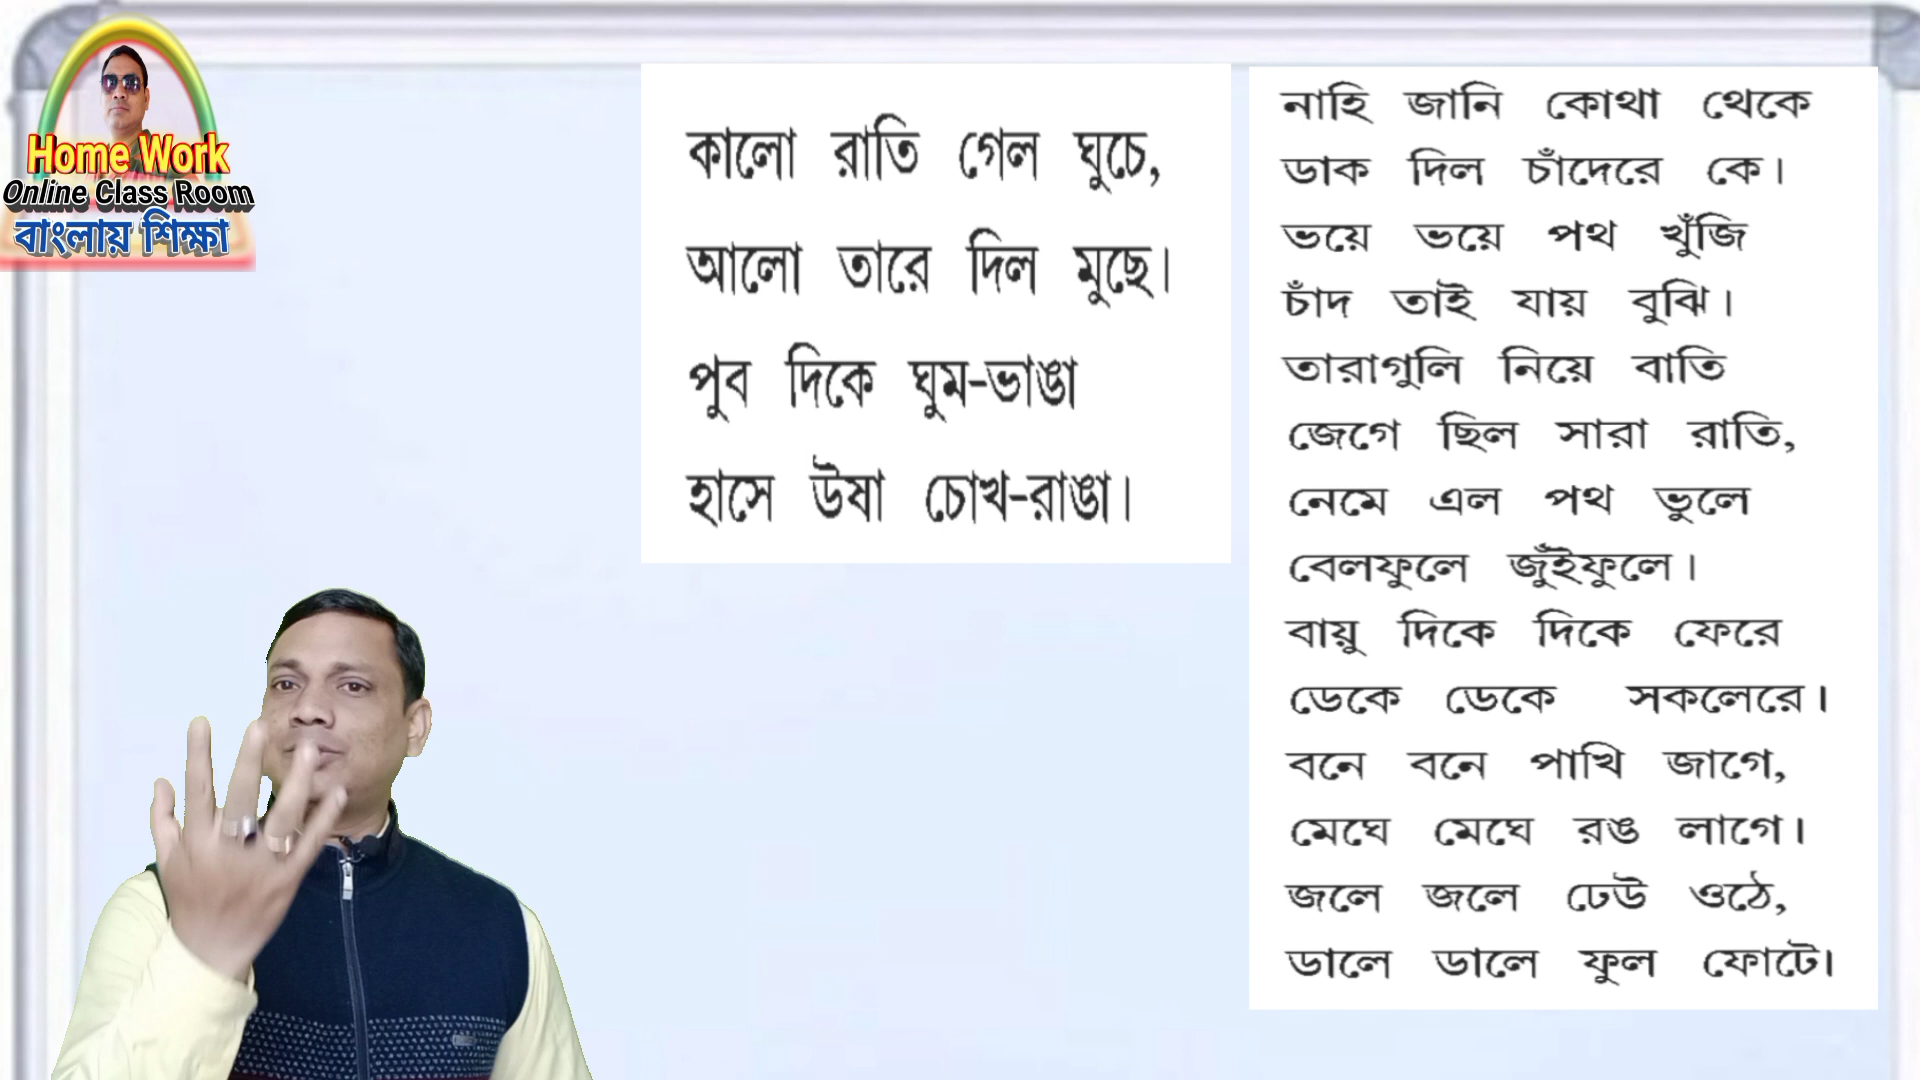 Home Work
Online Class Room
বাংলায় শিক্ষা
কালো রাতি গেল ঘুচে,
আলো তারে দিল মুছে।
পুব দিকে ঘুম-ভাঙা
হাসে উষা চোখ-রাঙা।
নাহি জানি কোথা থেকে
ডাক দিল চাঁদেরে কে।
ভয়ে ভয়ে পথ খুঁজি
চাঁদ তাই যায় বুঝি।
তারাগুলি নিয়ে বাতি
জেগে ছিল সারা রাতি,
নেমে এল পথ ভুলে
বেলফুলে জুঁইফুলে।
বায়ু দিকে দিকে ফেরে
ডেকে ডেকে সকলেরে।
বনে বনে পাখি জাগে,
মেঘে মেঘে রঙ লাগে।
জলে জলে ঢেউ ওঠে,
ডালে ডালে ফুল ফোটে।